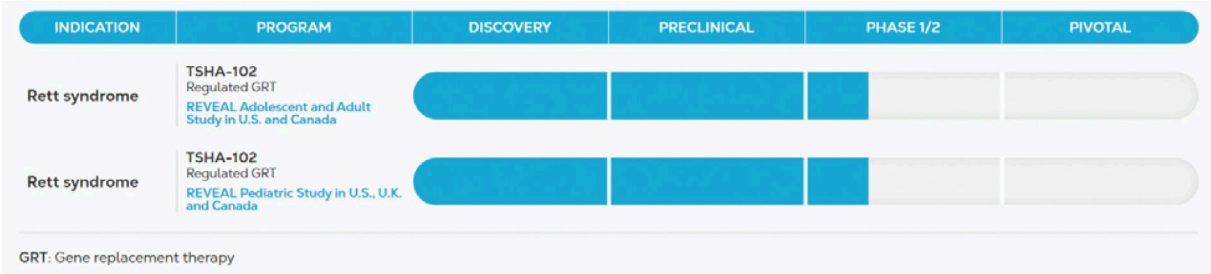 INDICATION PROGRAM DISCOVERY PRECLINICAL PHASE 1/2 PIVOTAL
Rett syndrome
TSHA-102
Regulated GRT
REVEAL Adolescent and Adult
Study in U.S. and Canada
Rett syndrome
TSHA-102
Regulated GRT
REVEAL Pediatric Study in U.S., U.K.
and Canada
GRT: Gene replacement therapy